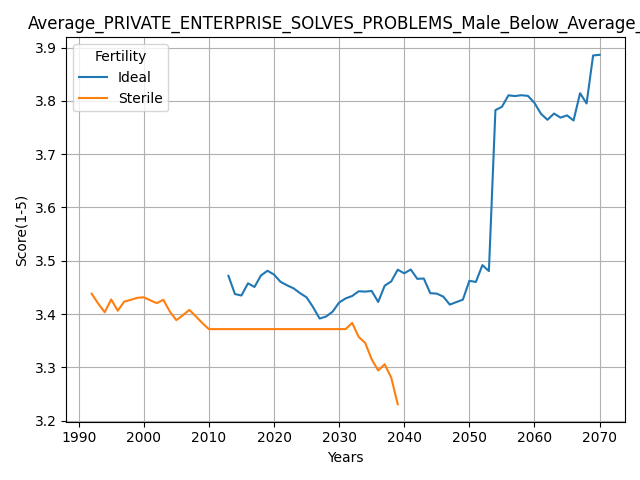 Average_PRIVATE_ENTERPRISE_SOLVES_PROBLEMS_Male_Below_Average_
Fertility
Ideal
Sterile
3.9
3.8
3.7
3.6
3.5
3.4
3.3
3.2
Score(1-5)
1990 2000 2010 2020 2030 2040 2050 2060 2070
Years